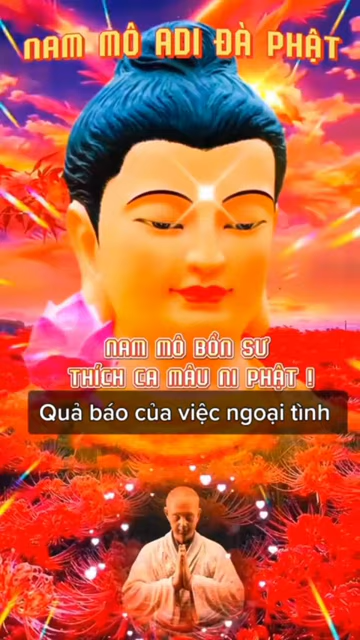 NAM MÔ ADI ĐÀ PHẬT
NAM MÔ BỔN SƯ
THÍCH CA MÂU NI PHẬT !
Quả báo của việc ngoại tình